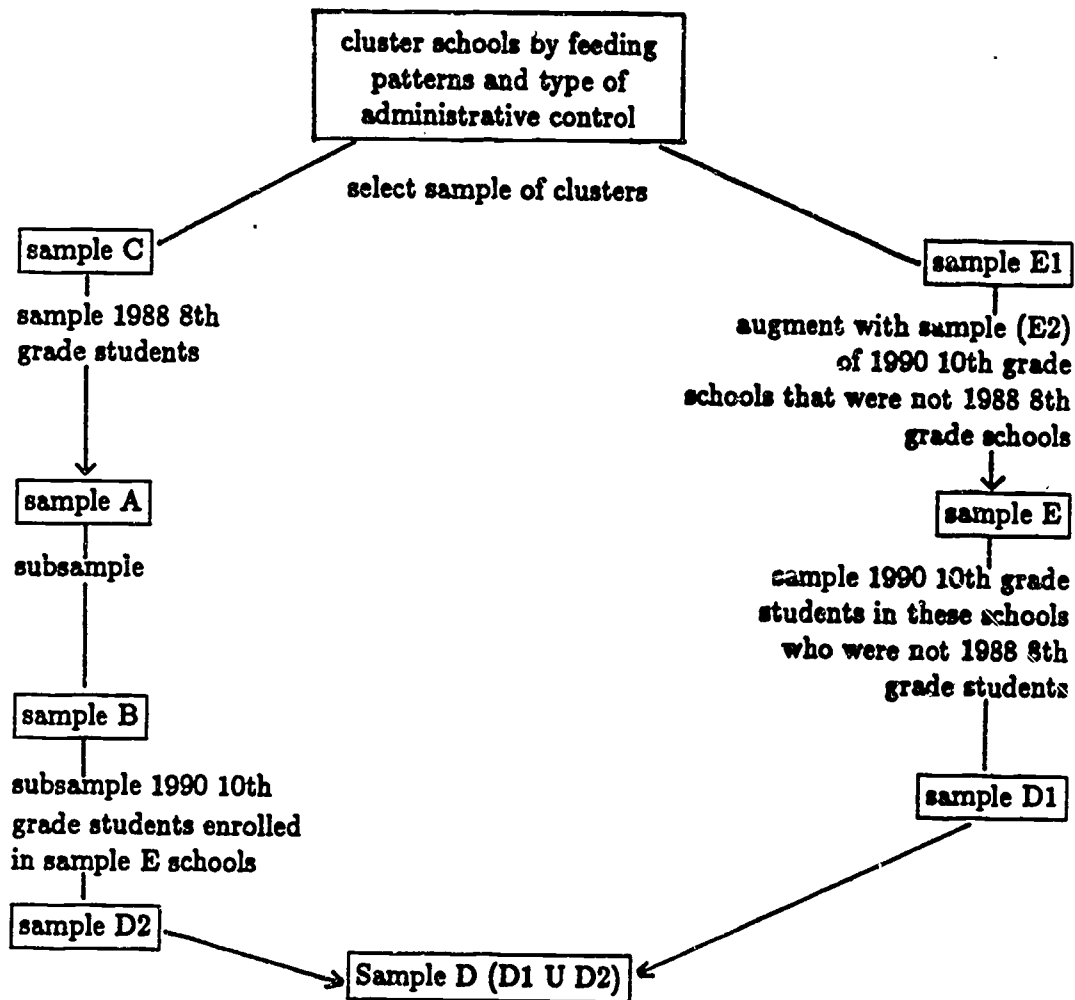 cluster schools by feeding
patterns and type of
administrative control
select sample of clusters
sample C
sample 1988 8th
grade students
sample A
subsample
sample B
subsample 1990 10th
grade students enrolled
in sample E schools
sample D2
sample E1
augment with sample (E2)
of 1990 10th grade
schools that were not 1988 8th
grade schools
sample E
sample 1990 10th grade
students in these schools
who were not 1988 8th
grade students
sample D1
Sample D (D1 U D2)